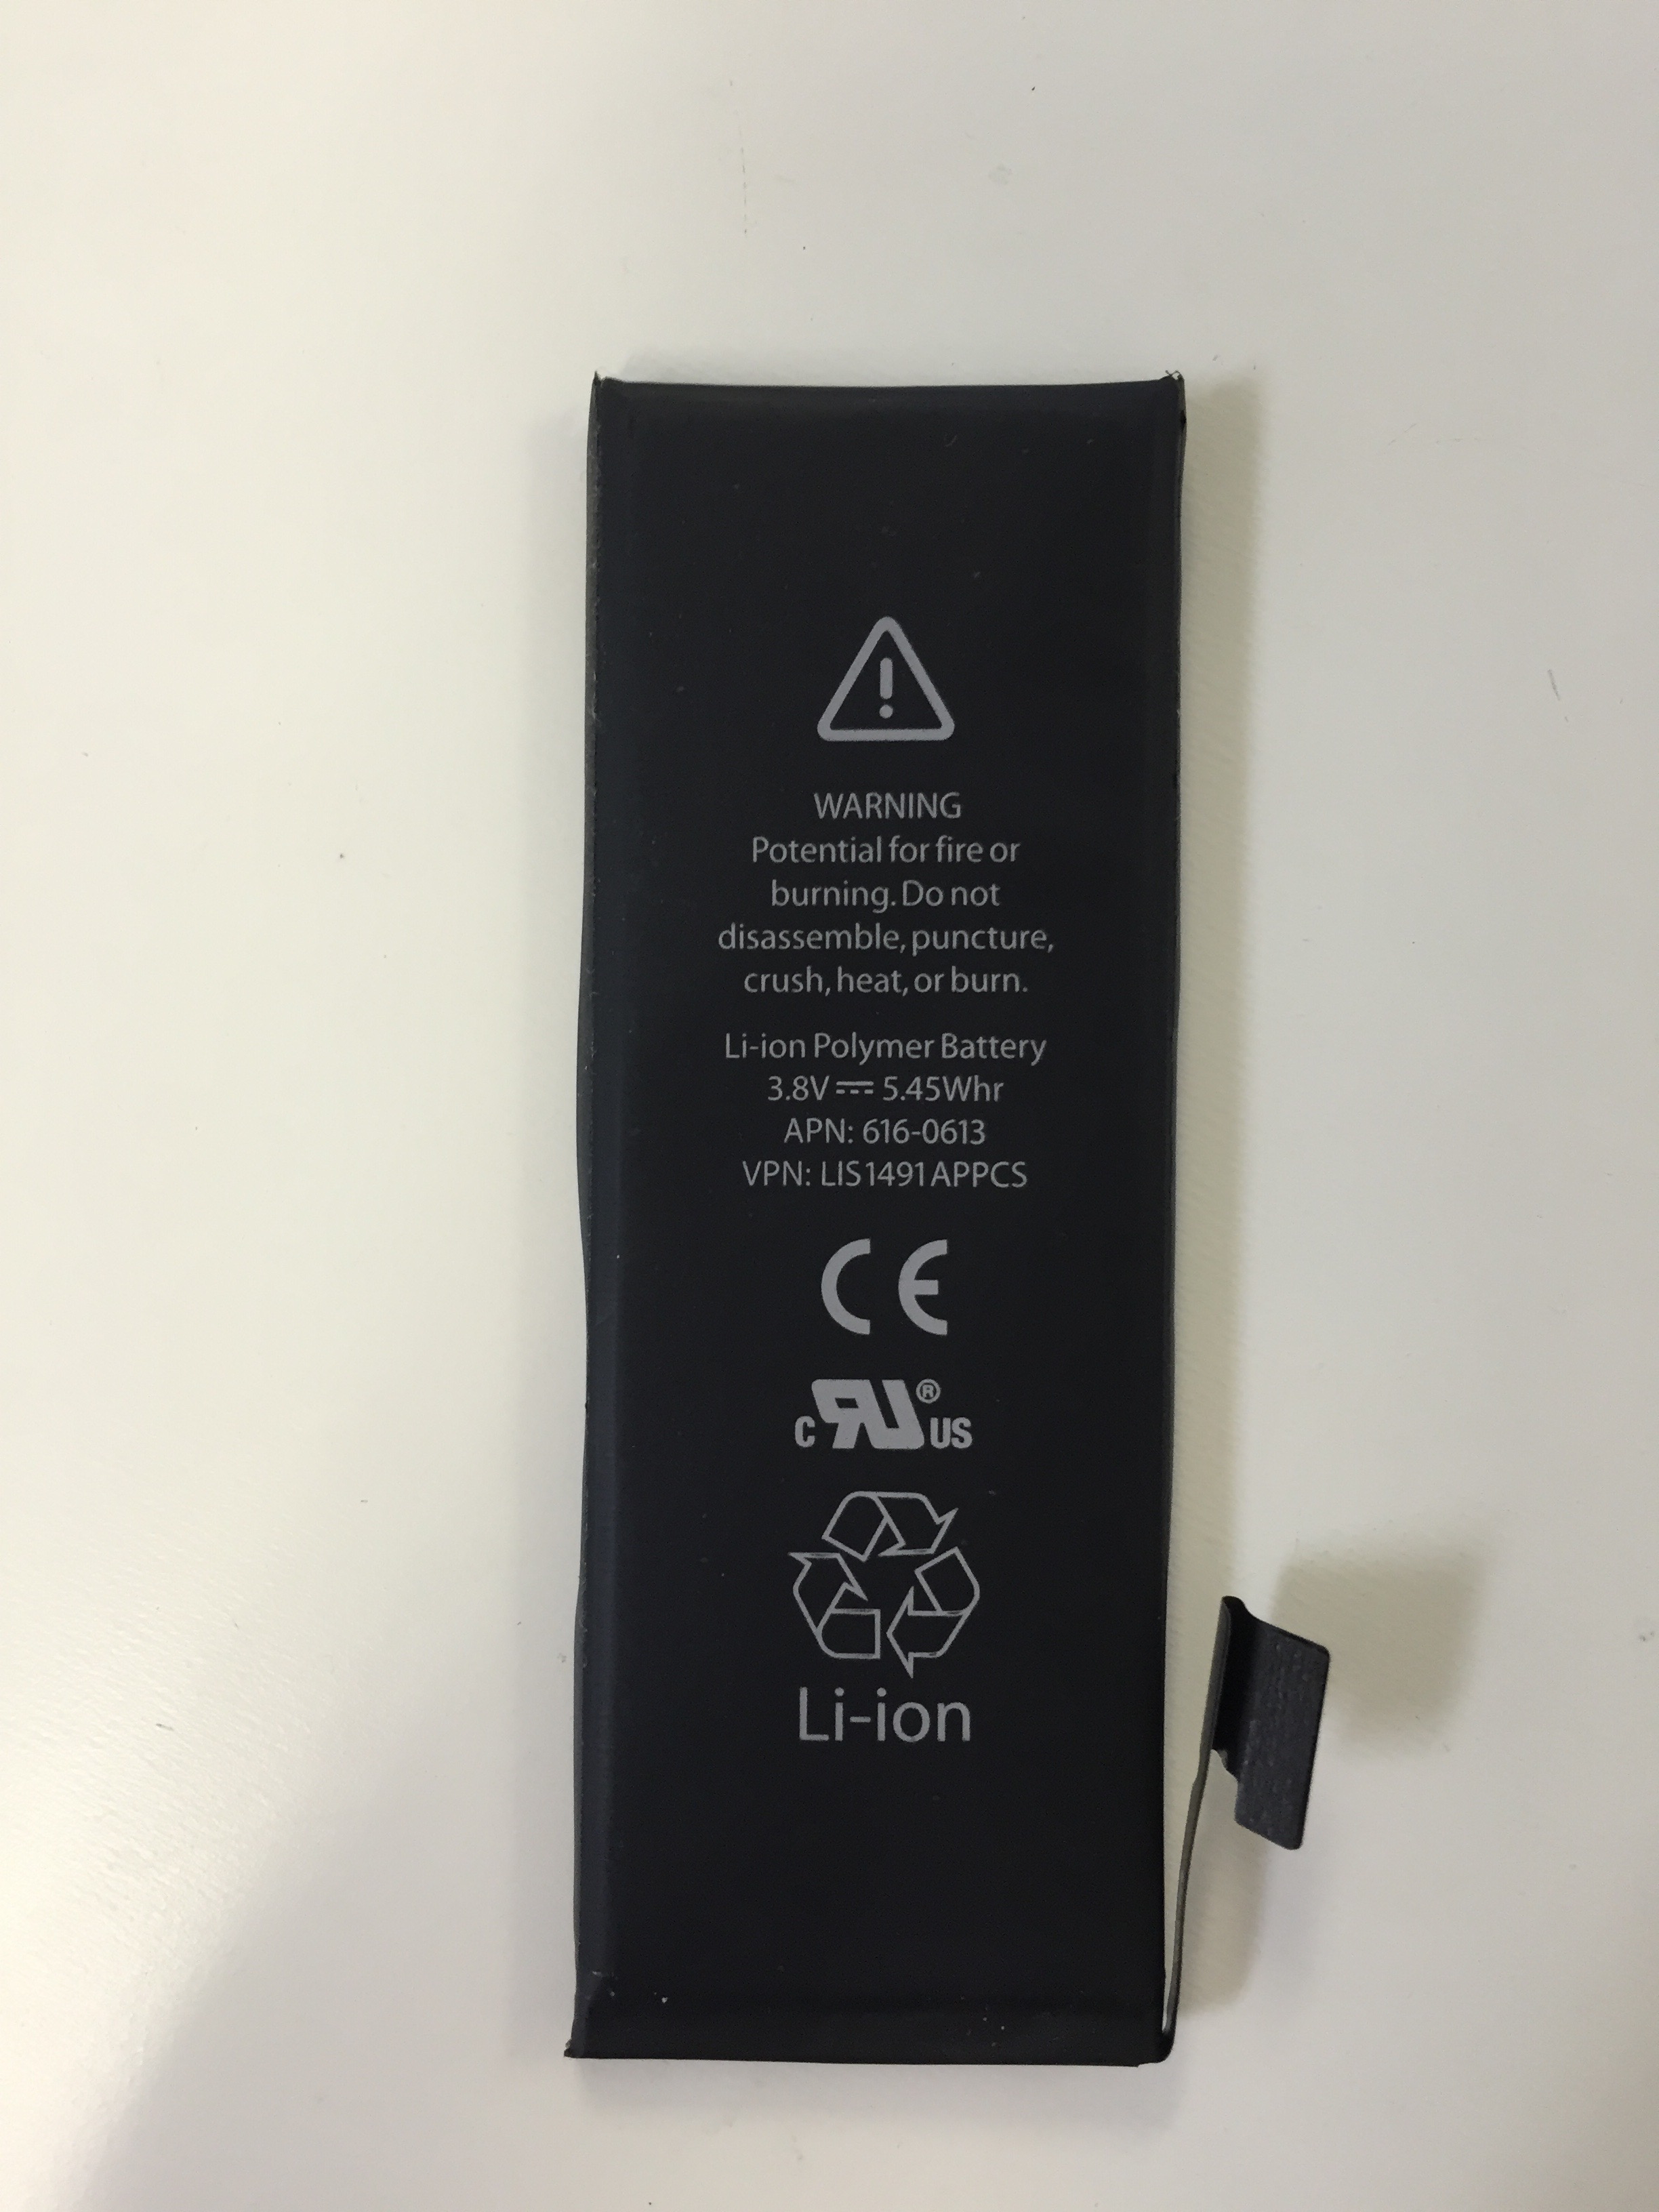 WARNING
Potential for fire or
burning. Do not
disassemble, puncture,
crush, heat, or burn.
Li-ion Polymer Battery
3.8V⎓5.45Whr
APN: 616-0613
VPN: LIS1491APPCS
CE
c RU ® US
Li-ion